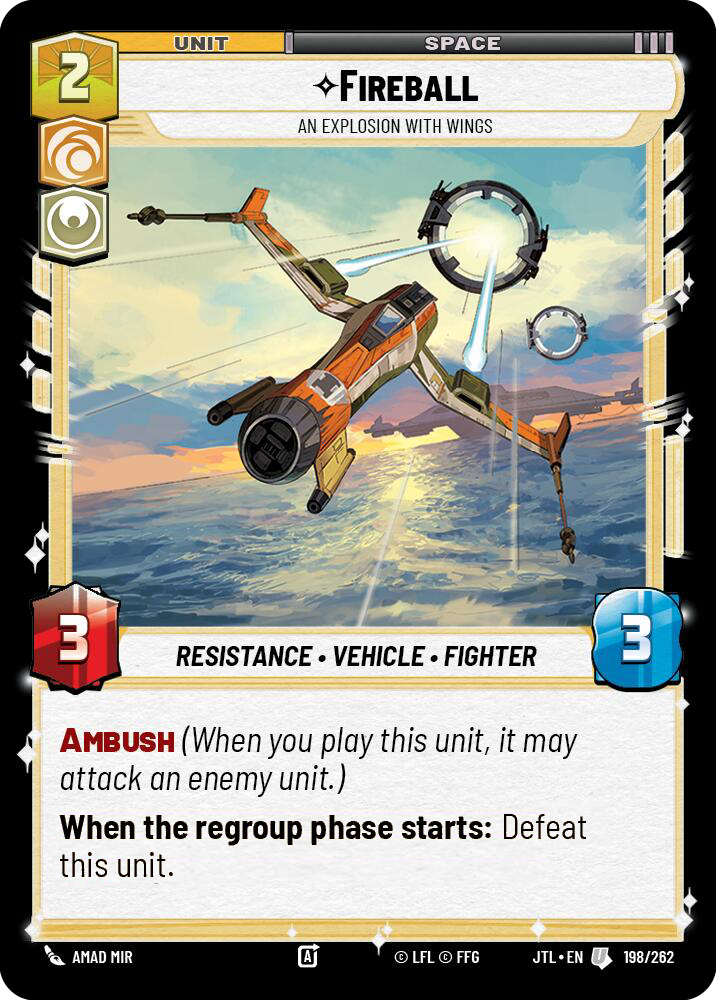 UNIT
SPACE
2
FIREBALL
AN EXPLOSION WITH WINGS
3
RESISTANCE • VEHICLE • FIGHTER
3
AMBUSH (When you play this unit, it may
attack an enemy unit.)
When the regroup phase starts: Defeat
this unit.
AMAD MIR
A
© LFL © FFG
JTL • EN
U
198/262